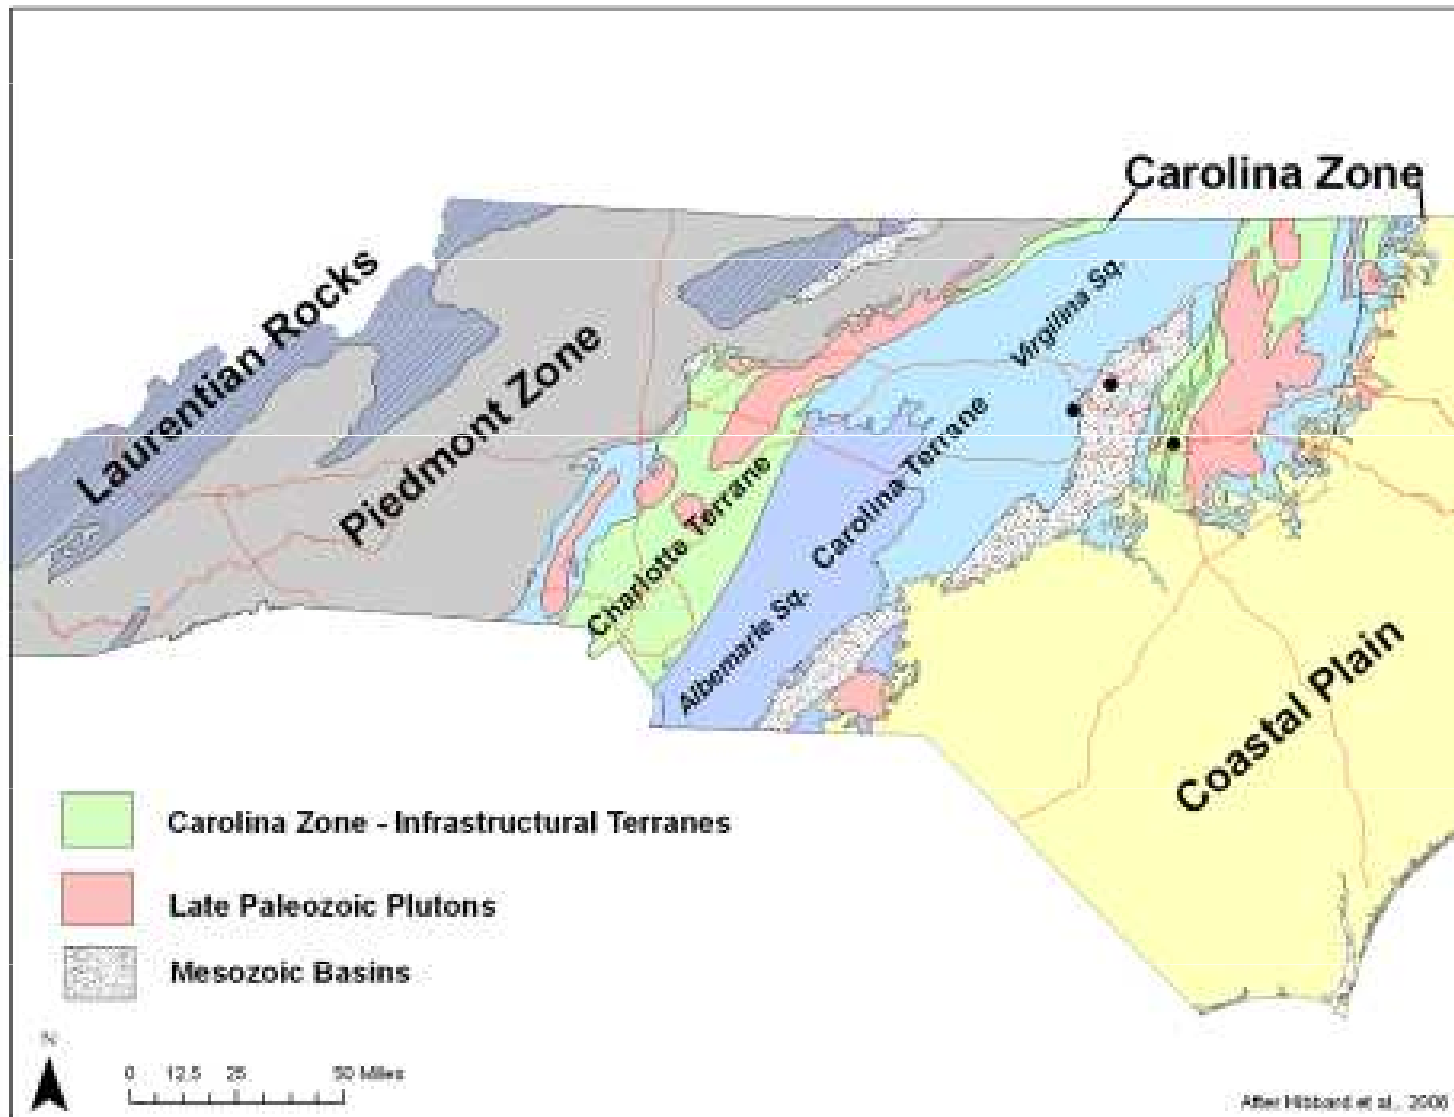 Carolina Zone
Laurentian Rocks
Piedmont Zone
Virgilina Sq.
Carolina Terrane
Charlotte Terrane
Albemarle Sq.
Coastal Plain
Carolina Zone - Infrastructural Terranes
Late Paleozoic Plutons
Mesozoic Basins
N
0 12.5 25 50 Miles
After Hibbard et al., 2006